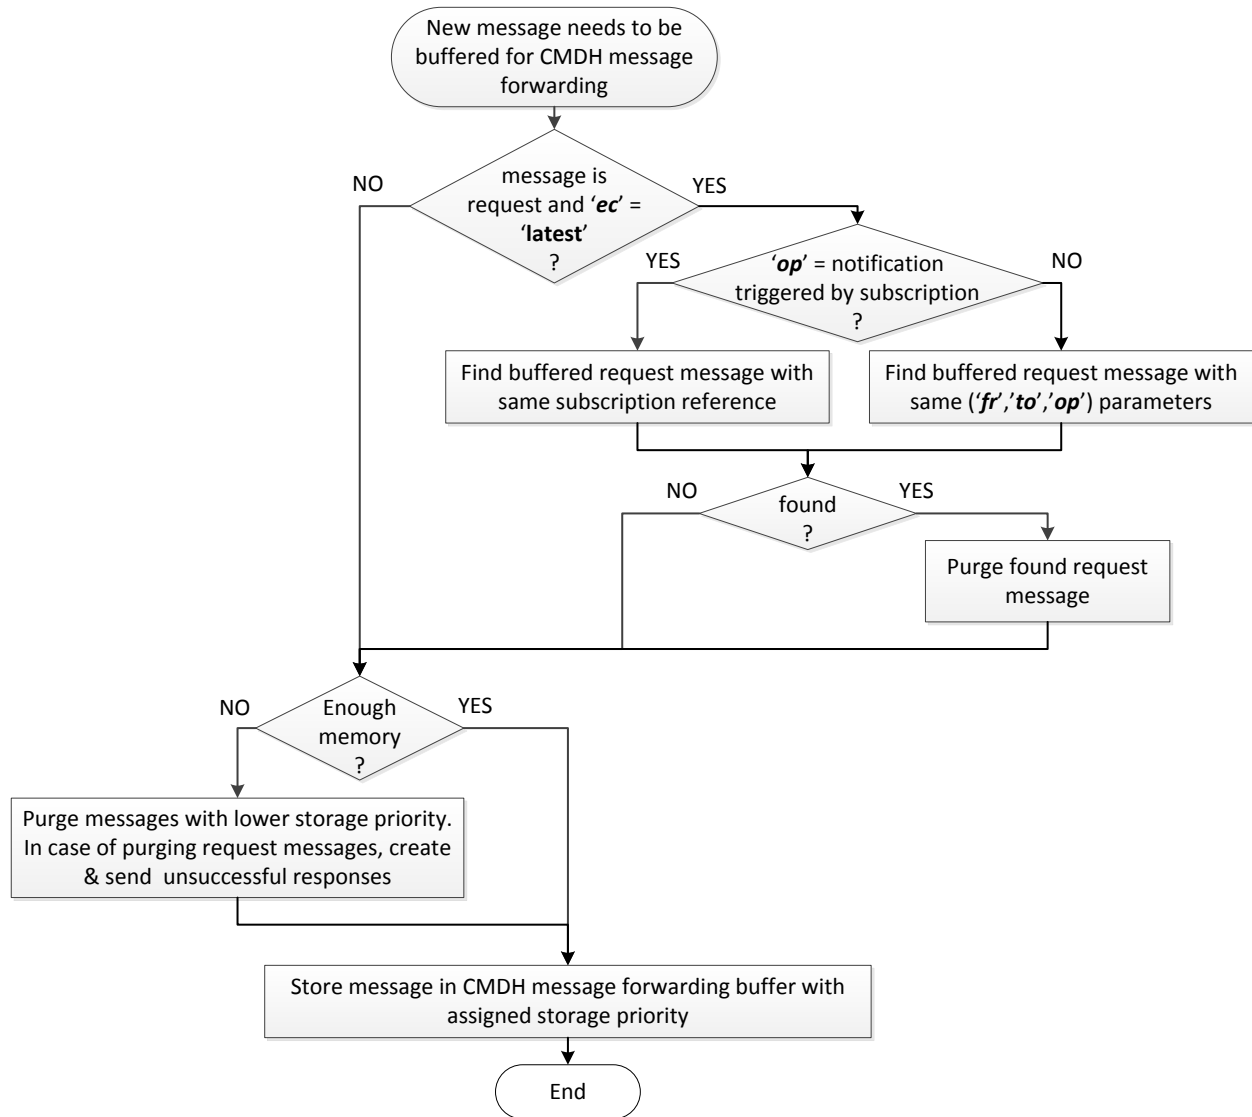 New message needs to be
buffered for CMDH message
forwarding
NO
message is
request and ‘ec’ =
‘latest’
?
YES
YES
‘op’ = notification
triggered by subscription
?
NO
Find buffered request message with
same subscription reference
Find buffered request message with
same (‘fr’,’to’,’op’) parameters
NO
found
?
YES
Purge found request
message
NO
Enough
memory
?
YES
Purge messages with lower storage priority.
In case of purging request messages, create
& send  unsuccessful responses
Store message in CMDH message forwarding buffer with
assigned storage priority
End